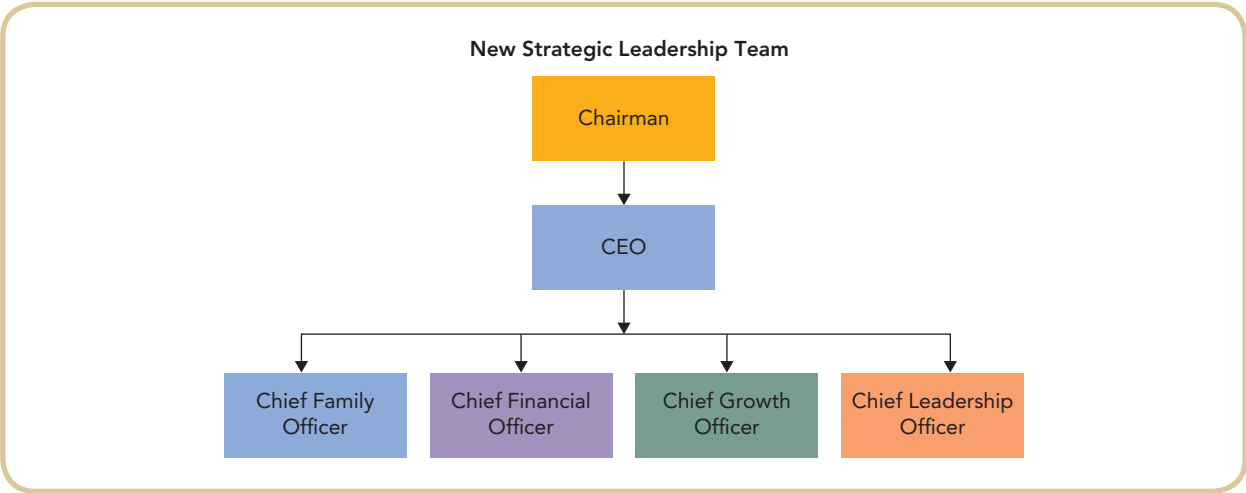 New Strategic Leadership Team
Chairman
CEO
Chief Family
Officer
Chief Financial
Officer
Chief Growth
Officer
Chief Leadership
Officer